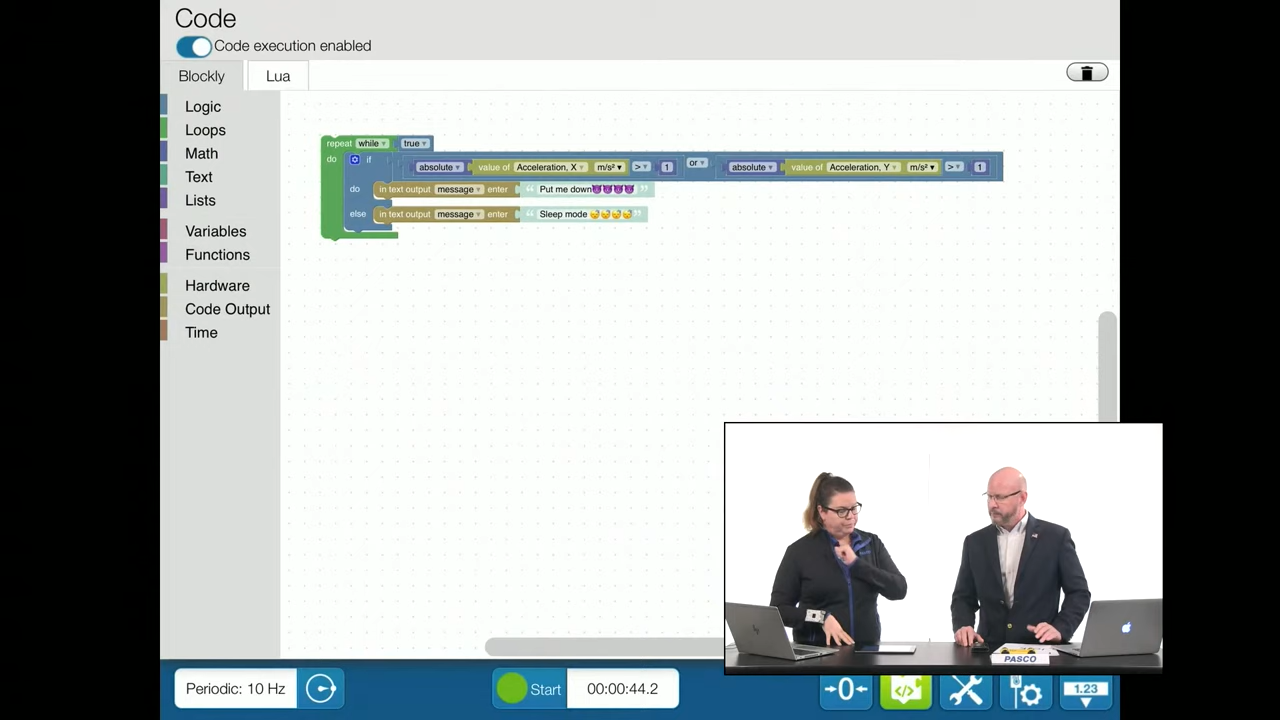 Code
Code execution enabled
Blockly
Lua
Logic
Loops
Math
Text
Lists
Variables
Functions
Hardware
Code Output
Time
repeat while ▾ true ▾
do if absolute ▾ value of Acceleration, X ▾ m/s² ▾ > ▾ 1 or ▾ absolute ▾ value of Acceleration, Y ▾ m/s² ▾ > ▾ 1
do in text output message ▾ enter “ Put me down😈😈😈😈 ”
else in text output message ▾ enter “ Sleep mode 😴😴😴😴 ”
PASCO
Periodic: 10 Hz
Start
00:00:44.2
→0←
</>
1.23